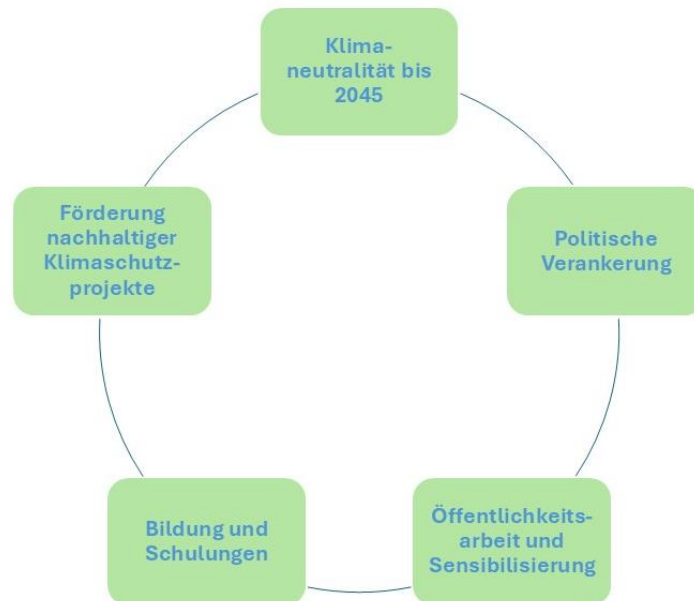 Klima-
neutralität bis
2045
Politische
Verankerung
Öffentlichkeits-
arbeit und
Sensibilisierung
Bildung und
Schulungen
Förderung
nachhaltiger
Klimaschutz-
projekte